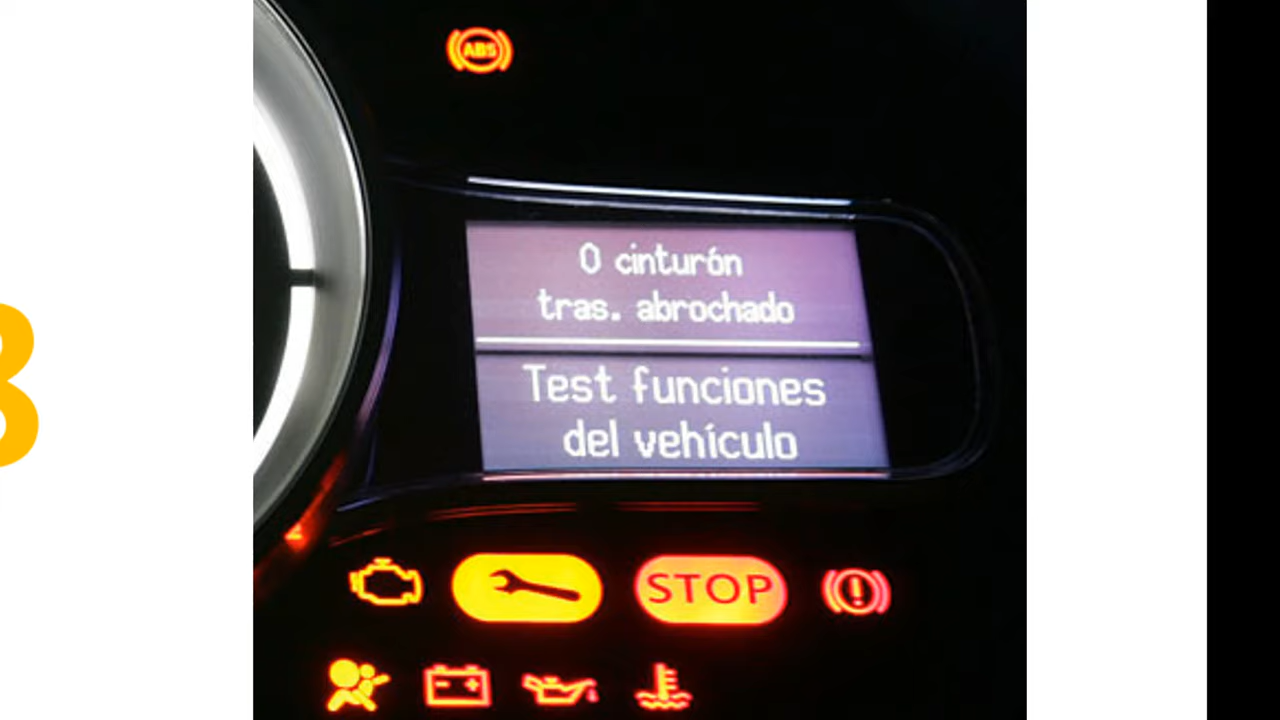 ABS
0 cinturón
tras. abrochado
Test funciones
del vehículo
STOP